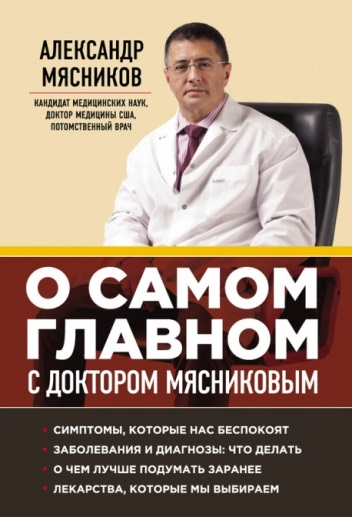 АЛЕКСАНДР
МЯСНИКОВ
КАНДИДАТ МЕДИЦИНСКИХ НАУК,
ДОКТОР МЕДИЦИНЫ США,
ПОТОМСТВЕННЫЙ ВРАЧ
О САМОМ
ГЛАВНОМ
С ДОКТОРОМ МЯСНИКОВЫМ
• СИМПТОМЫ, КОТОРЫЕ НАС БЕСПОКОЯТ
• ЗАБОЛЕВАНИЯ И ДИАГНОЗЫ: ЧТО ДЕЛАТЬ
• О ЧЕМ ЛУЧШЕ ПОДУМАТЬ ЗАРАНЕЕ
• ЛЕКАРСТВА, КОТОРЫЕ МЫ ВЫБИРАЕМ